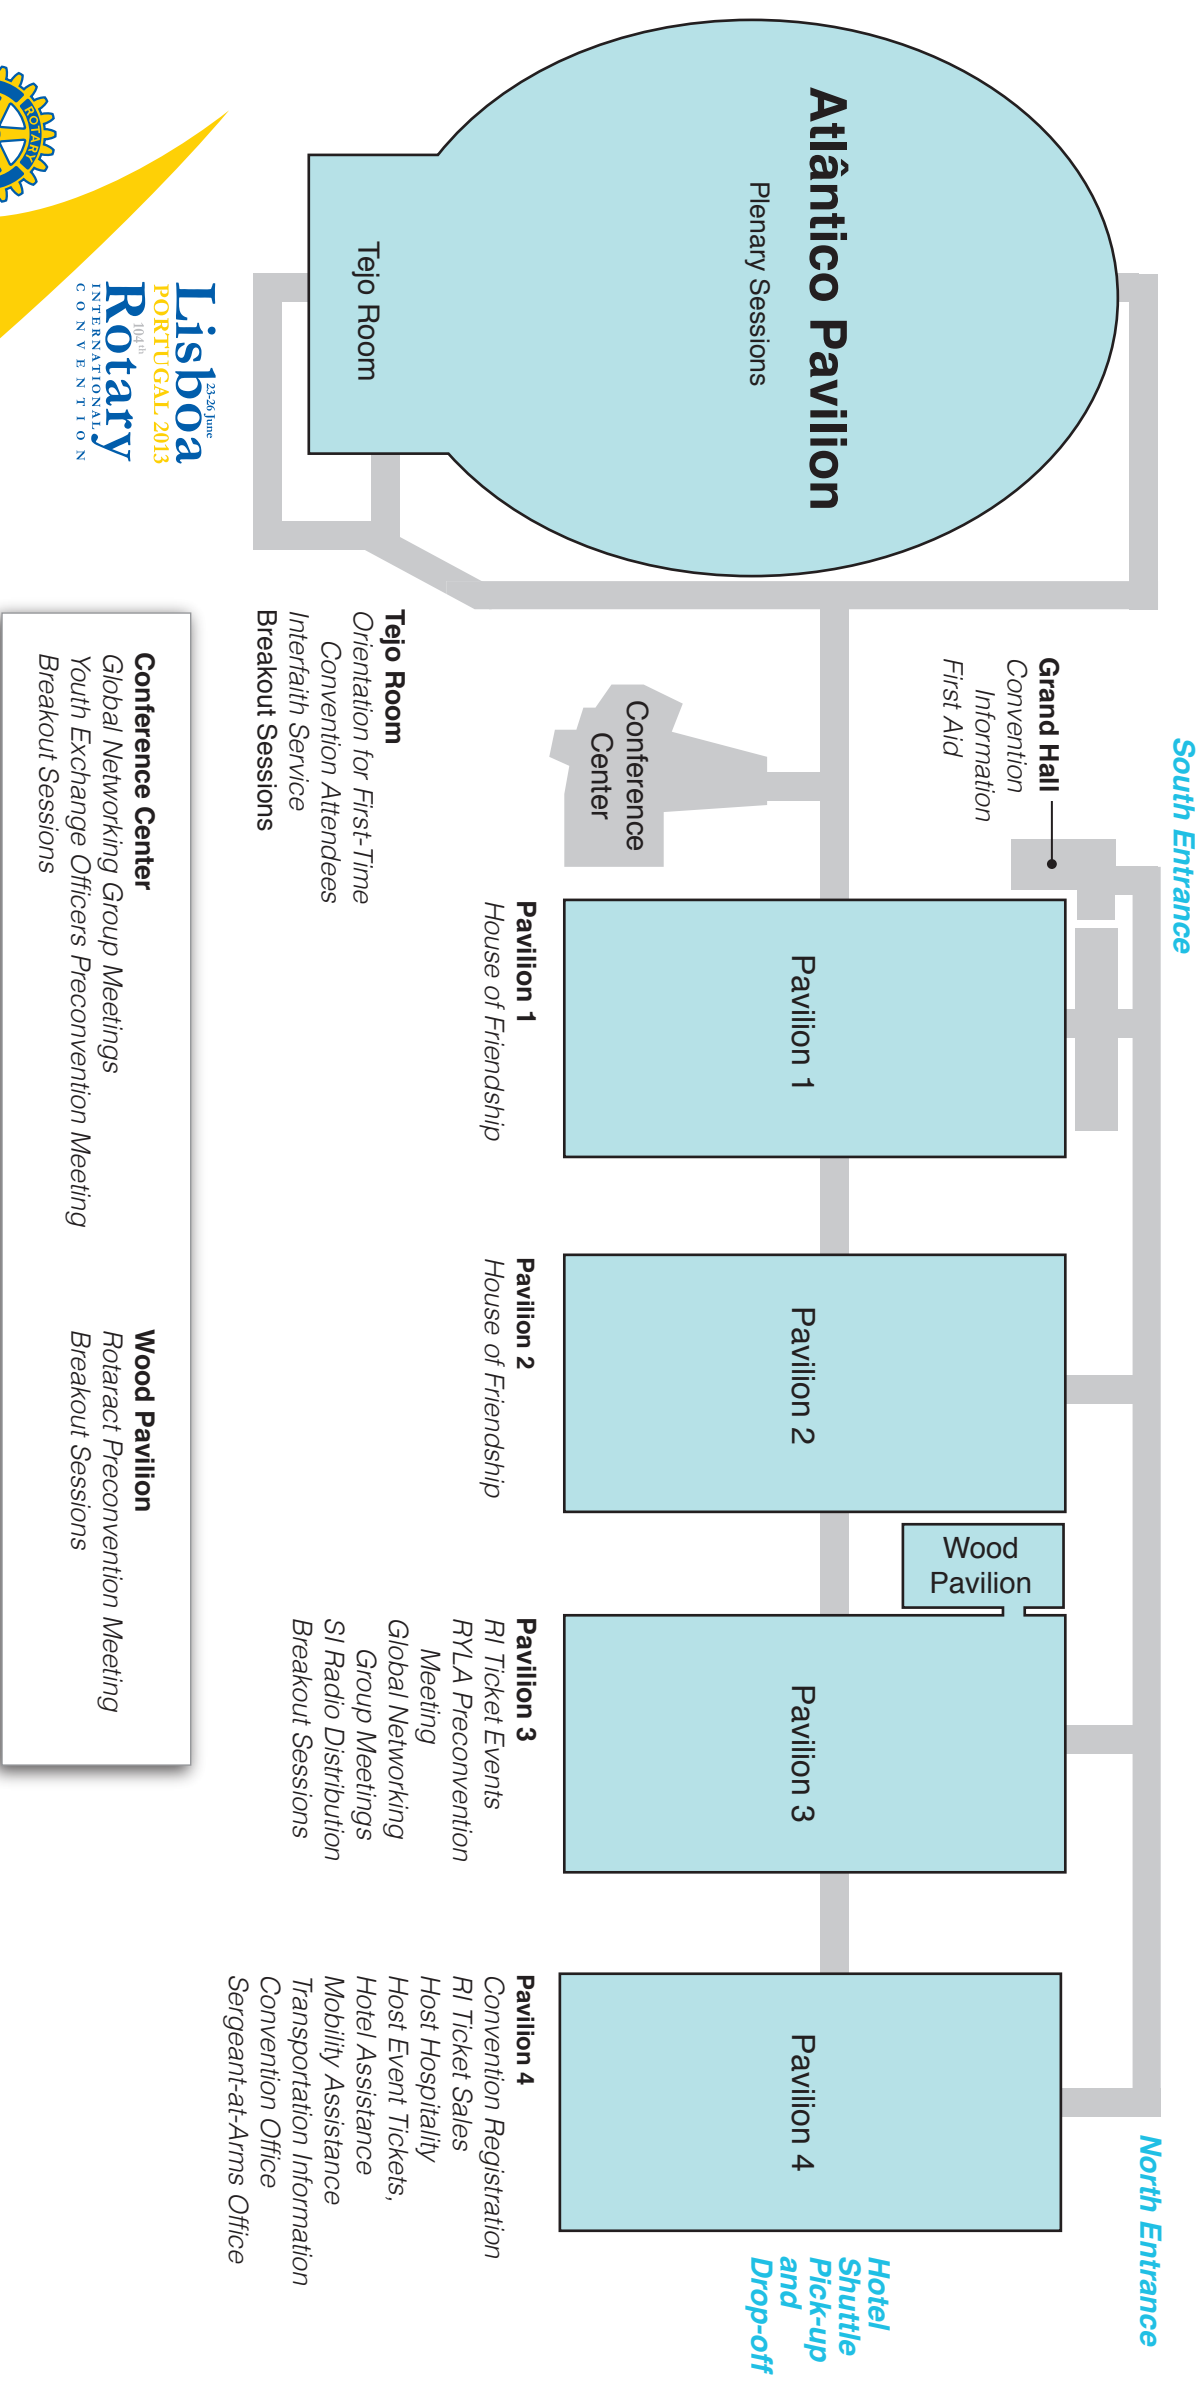 South Entrance
North Entrance
Atlântico Pavilion
Plenary Sessions
Tejo Room
Grand Hall
Convention
Information
First Aid
Conference
Center
Pavilion 1
Pavilion 2
Wood
Pavilion
Pavilion 3
Pavilion 4
Hotel
Shuttle
Pick-up
and
Drop-off
Tejo Room
Orientation for First-Time
Convention Attendees
Interfaith Service
Breakout Sessions
Pavilion 1
House of Friendship
Pavilion 2
House of Friendship
Pavilion 3
RI Ticket Events
RYLA Preconvention
Meeting
Global Networking
Group Meetings
SI Radio Distribution
Breakout Sessions
Pavilion 4
Convention Registration
RI Ticket Sales
Host Hospitality
Host Event Tickets,
Hotel Assistance
Mobility Assistance
Transportation Information
Convention Office
Sergeant-at-Arms Office
ROTARY
23-26 June
Lisboa
PORTUGAL 2013
104th
Rotary
INTERNATIONAL
CONVENTION
Conference Center
Global Networking Group Meetings
Youth Exchange Officers Preconvention Meeting
Breakout Sessions
Wood Pavilion
Rotaract Preconvention Meeting
Breakout Sessions